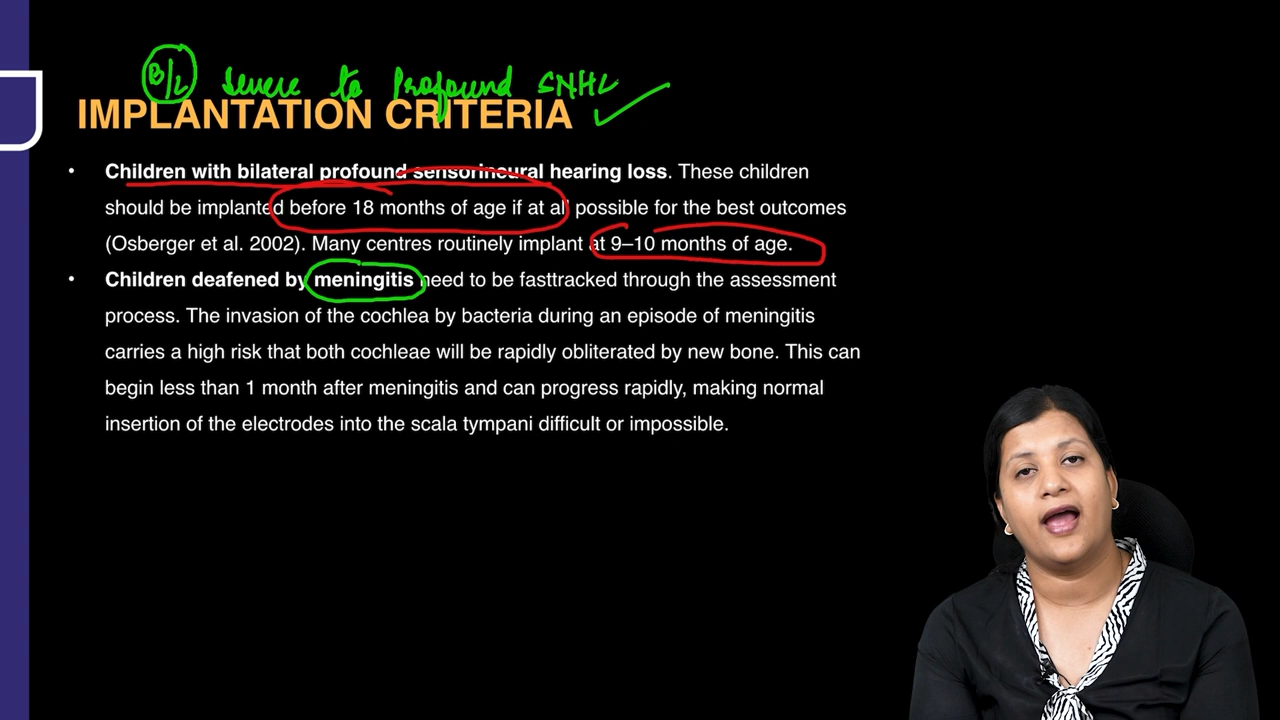 B/L severe to Profound SNHL
IMPLANTATION CRITERIA
• Children with bilateral profound sensorineural hearing loss. These children
should be implanted before 18 months of age if at all possible for the best outcomes
(Osberger et al. 2002). Many centres routinely implant at 9–10 months of age.
• Children deafened by meningitis need to be fasttracked through the assessment
process. The invasion of the cochlea by bacteria during an episode of meningitis
carries a high risk that both cochleae will be rapidly obliterated by new bone. This can
begin less than 1 month after meningitis and can progress rapidly, making normal
insertion of the electrodes into the scala tympani difficult or impossible.